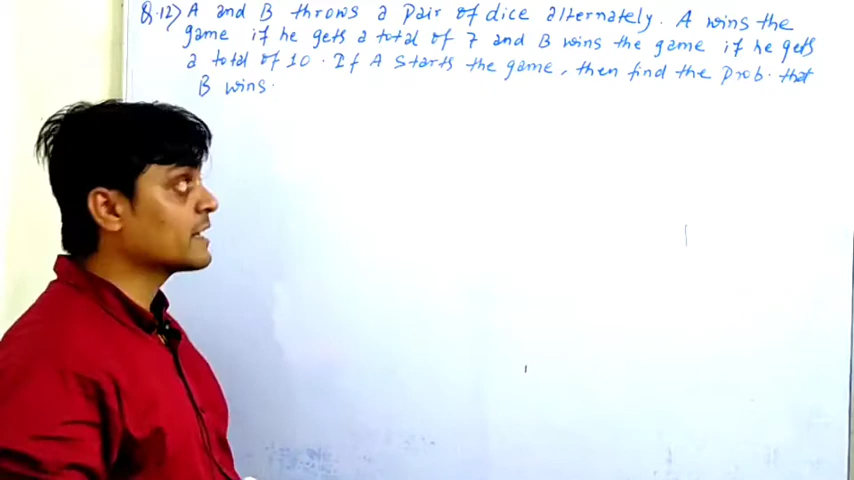 Q.12> A and B throws a pair of dice alternately. A wins the
game if he gets a total of 7 and B wins the game if he gets
a total of 10. If A starts the game, then find the prob. that
B wins.